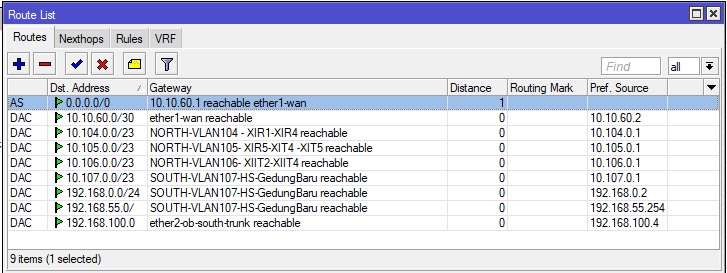 Route List
Routes Nexthops Rules VRF
Find all
Dst. Address Gateway Distance Routing Mark Pref. Source
AS 0.0.0.0/0 10.10.60.1 reachable ether1-wan 1
DAC 10.10.60.0/30 ether1-wan reachable 0 10.10.60.2
DAC 10.104.0.0/23 NORTH-VLAN104 - XIR1-XIR4 reachable 0 10.104.0.1
DAC 10.105.0.0/23 NORTH-VLAN105- XIR5-XIT4 -XIT5 reachable 0 10.105.0.1
DAC 10.106.0.0/23 NORTH-VLAN106- XIIT2-XIIT4 reachable 0 10.106.0.1
DAC 10.107.0.0/23 SOUTH-VLAN107-HS-GedungBaru reachable 0 10.107.0.1
DAC 192.168.0.0/24 SOUTH-VLAN107-HS-GedungBaru reachable 0 192.168.0.2
DAC 192.168.55.0/ SOUTH-VLAN107-HS-GedungBaru reachable 0 192.168.55.254
DAC 192.168.100.0 ether2-ob-south-trunk reachable 0 192.168.100.4
9 items (1 selected)